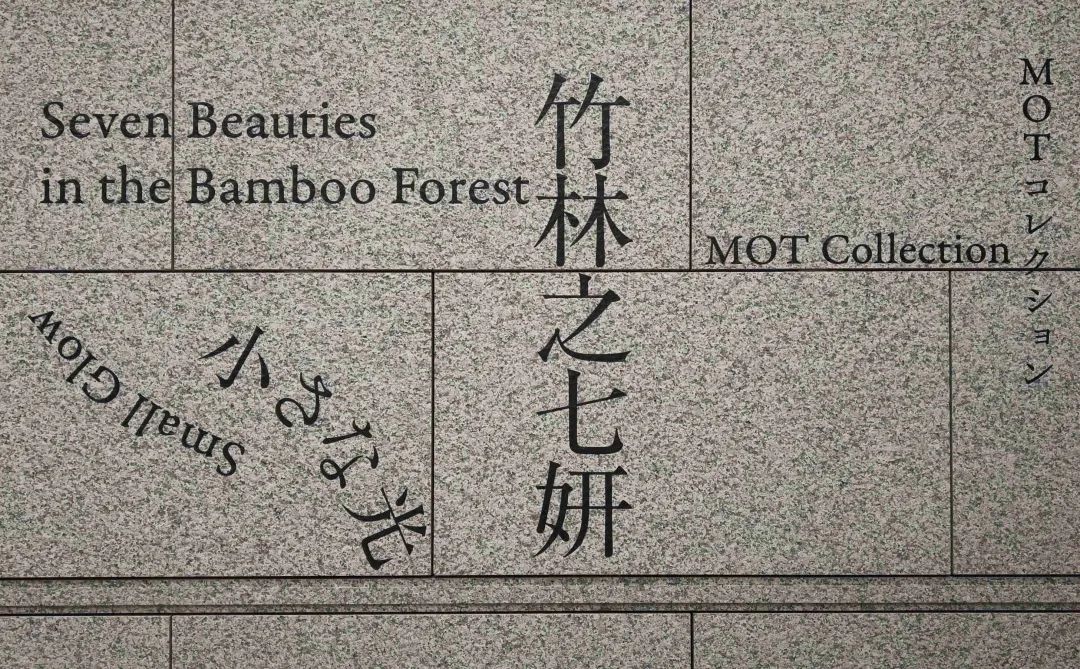 Seven Beauties
in the Bamboo Forest
竹林之七妍
MOT Collection
MOTコレクション
Small Glow
小さな光